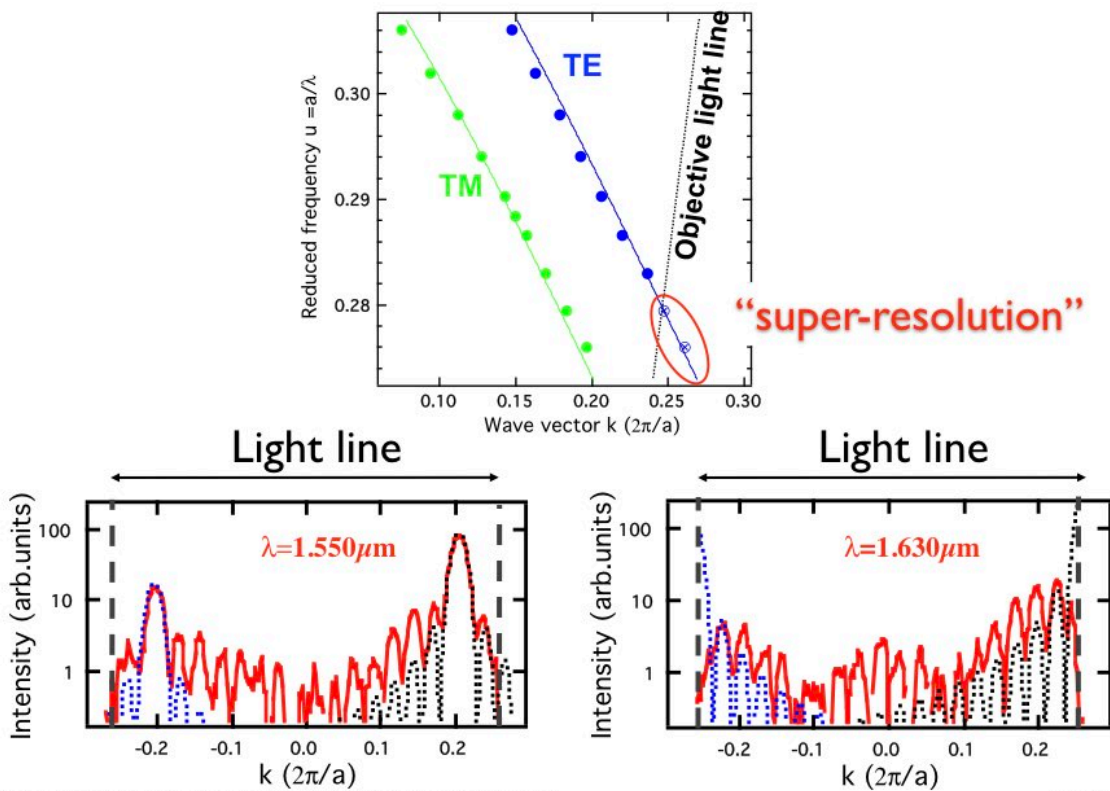 Reduced frequency u =a/λ
0.30
0.29
0.28
TE
TM
Objective light line
“super-resolution”
0.10 0.15 0.20 0.25 0.30
Wave vector k (2π/a)
Light line
Intensity (arb.units)
100
10
1
λ=1.550μm
-0.2 -0.1 0.0 0.1 0.2
k (2π/a)
Light line
Intensity (arb.units)
100
10
1
λ=1.630μm
-0.2 -0.1 0.0 0.1 0.2
k (2π/a)